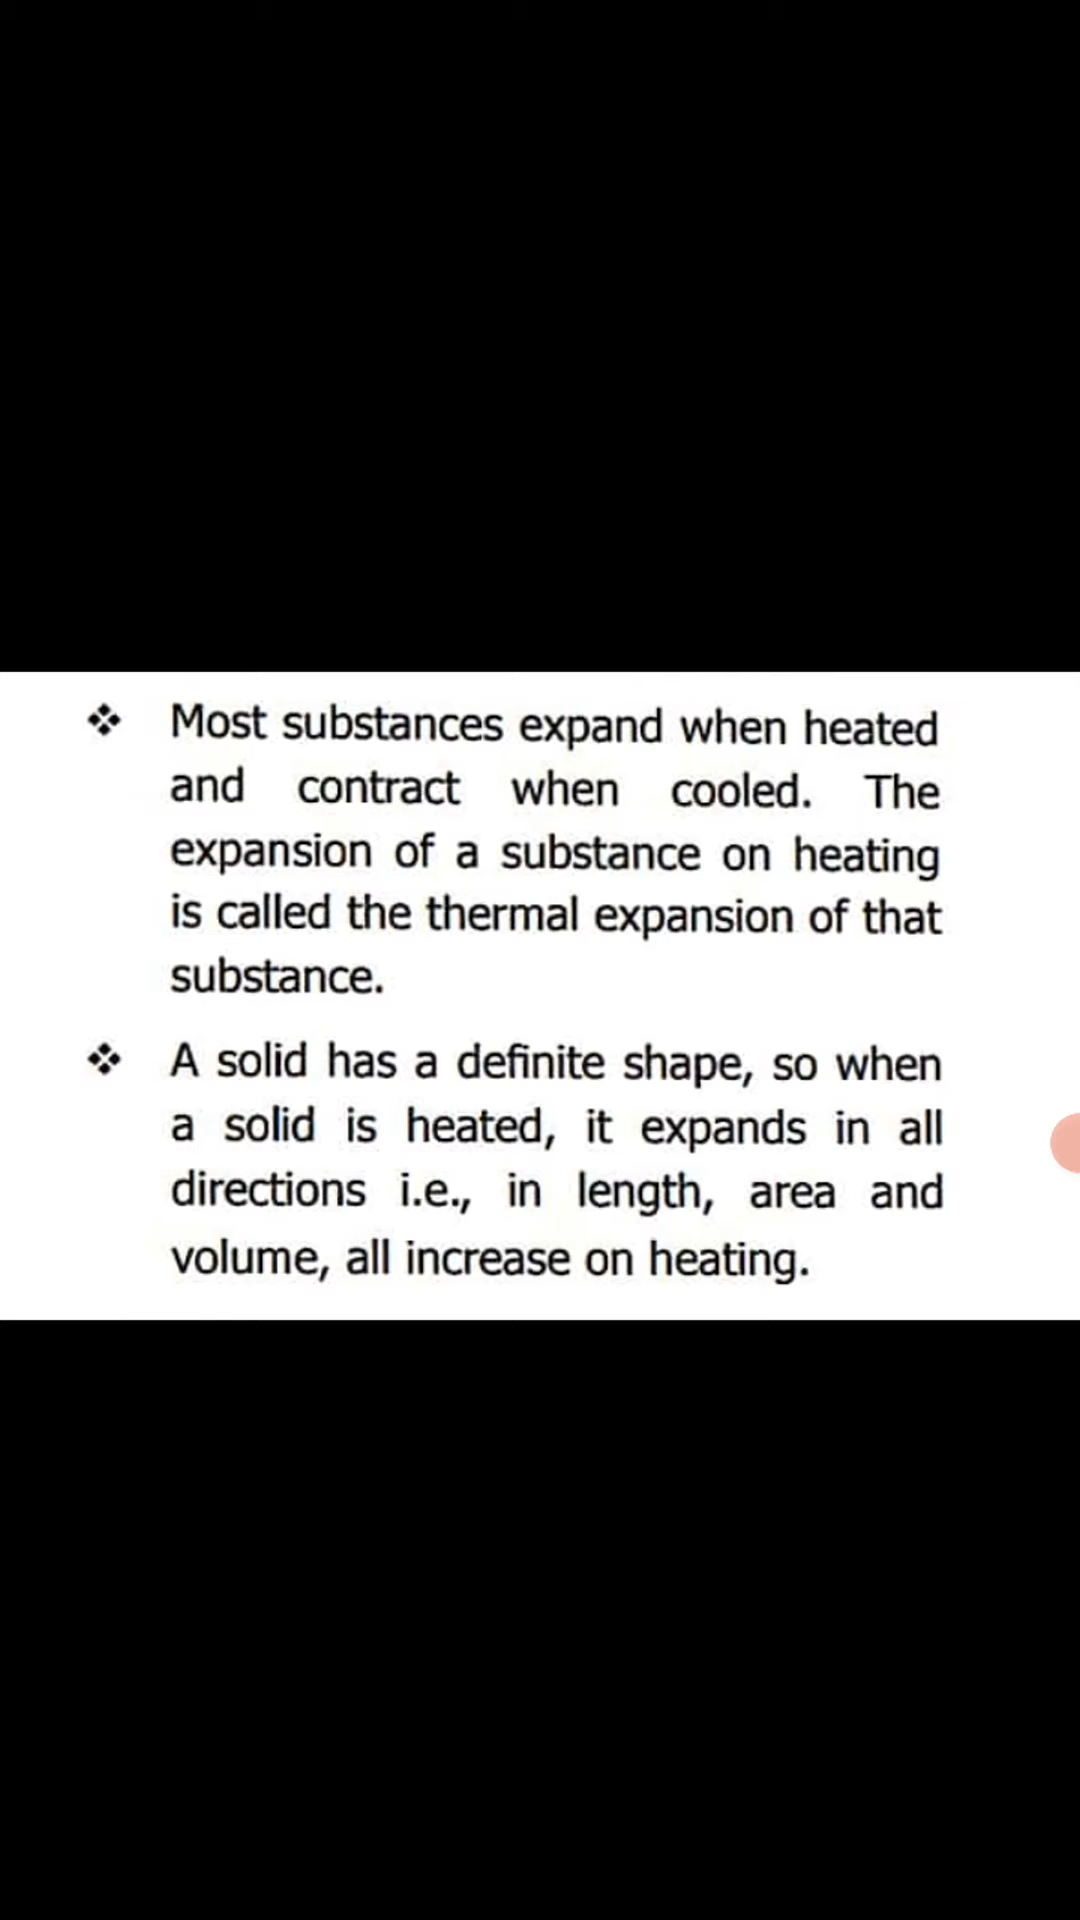 ❖ Most substances expand when heated
and contract when cooled. The
expansion of a substance on heating
is called the thermal expansion of that
substance.
❖ A solid has a definite shape, so when
a solid is heated, it expands in all
directions i.e., in length, area and
volume, all increase on heating.